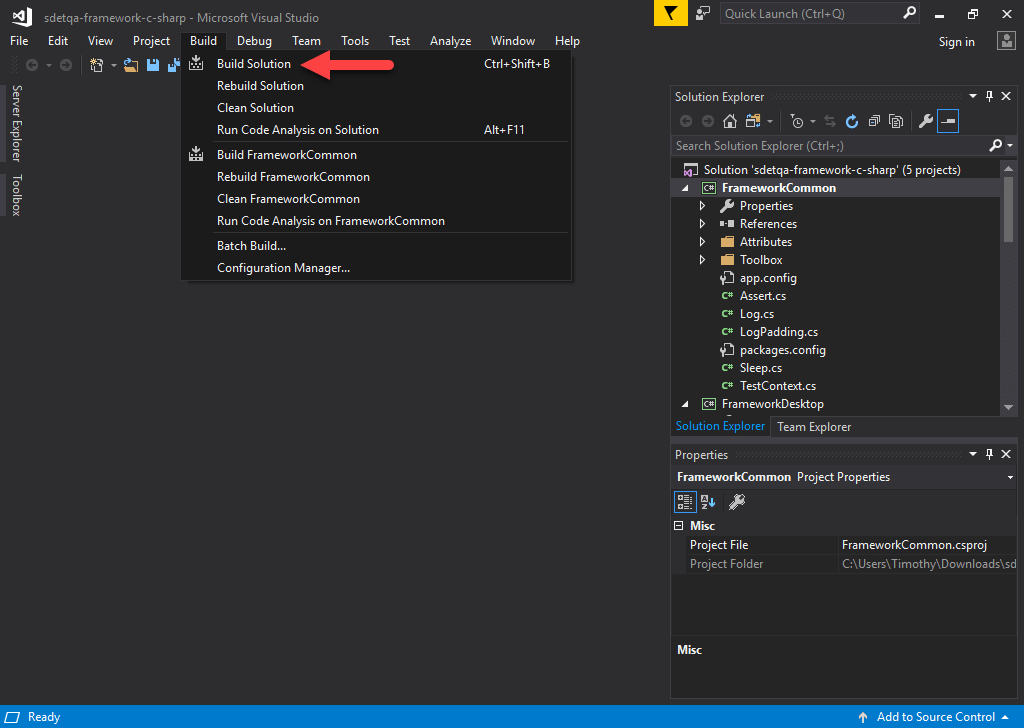 sdetqa-framework-c-sharp - Microsoft Visual Studio
Quick Launch (Ctrl+Q)
File Edit View Project Build Debug Team Tools Test Analyze Window Help
Sign in
Server Explorer
Toolbox
Build Solution Ctrl+Shift+B
Rebuild Solution
Clean Solution
Run Code Analysis on Solution Alt+F11
Build FrameworkCommon
Rebuild FrameworkCommon
Clean FrameworkCommon
Run Code Analysis on FrameworkCommon
Batch Build...
Configuration Manager...
Solution Explorer
Search Solution Explorer (Ctrl+;)
Solution 'sdetqa-framework-c-sharp' (5 projects)
C# FrameworkCommon
Properties
References
Attributes
Toolbox
app.config
C# Assert.cs
C# Log.cs
C# LogPadding.cs
packages.config
C# Sleep.cs
C# TestContext.cs
C# FrameworkDesktop
Solution Explorer Team Explorer
Properties
FrameworkCommon Project Properties
Misc
Project File FrameworkCommon.csproj
Project Folder C:\Users\Timothy\Downloads\sd
Misc
Ready
Add to Source Control